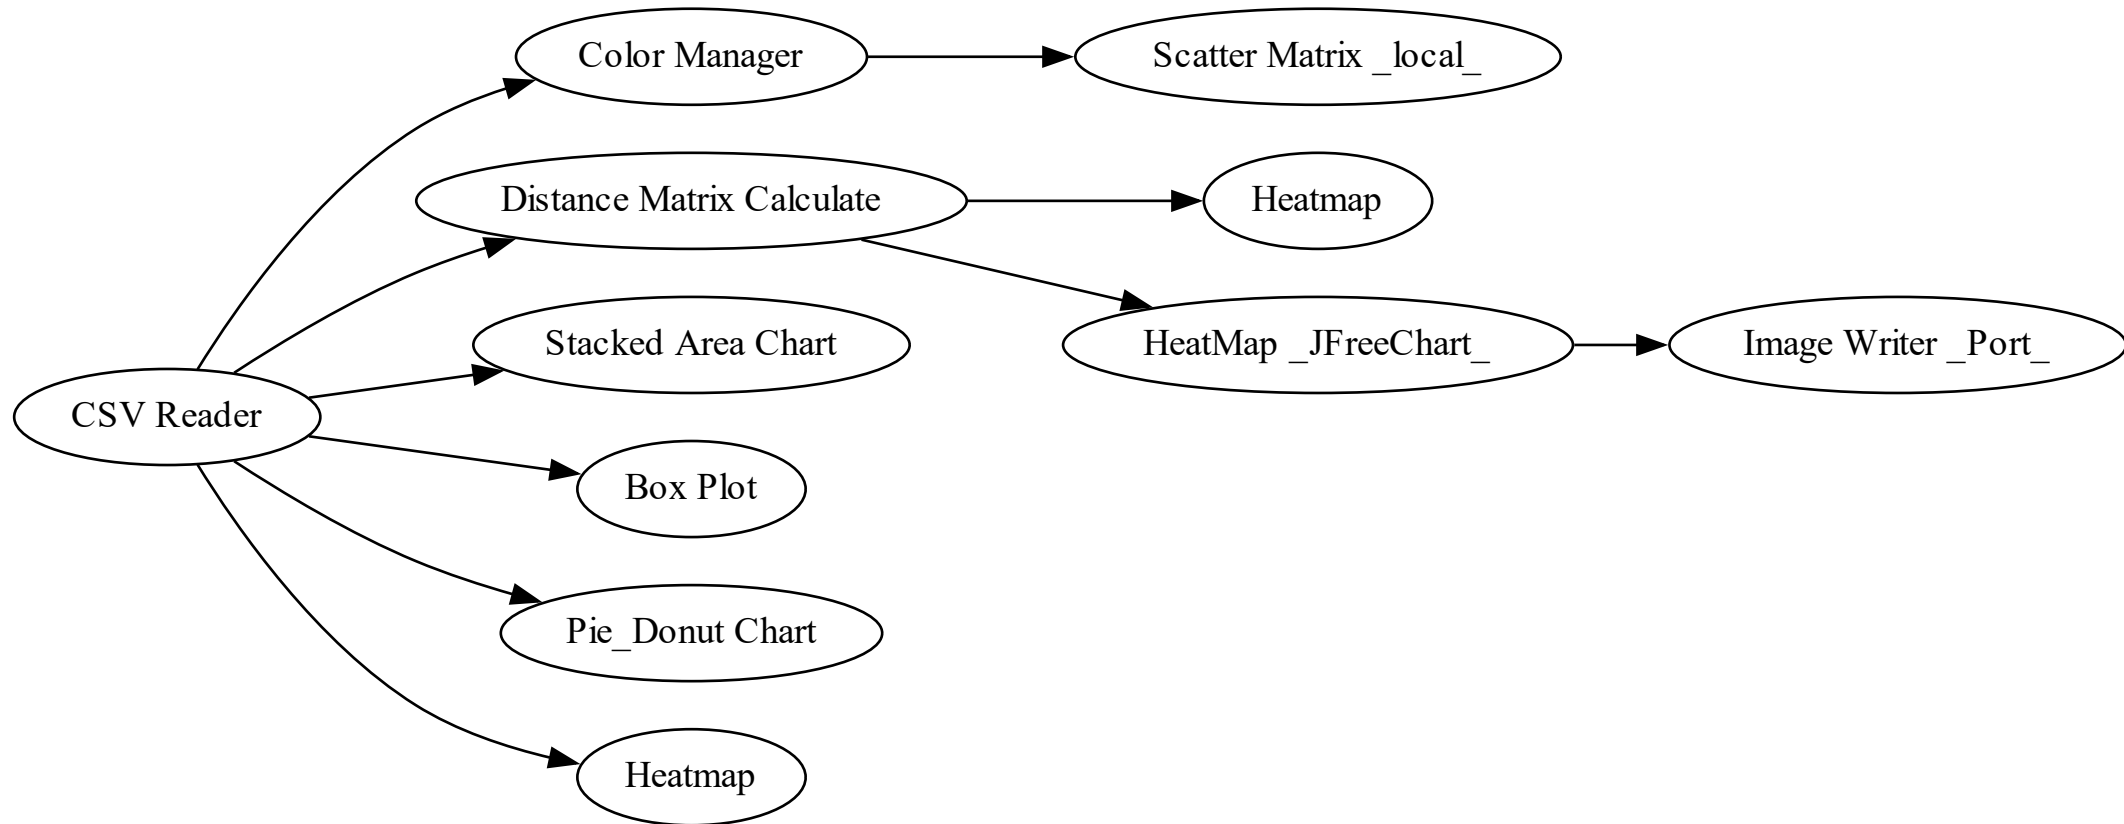 Color Manager
Scatter Matrix _local_
Distance Matrix Calculate
Heatmap
Stacked Area Chart
HeatMap _JFreeChart_
Image Writer _Port_
CSV Reader
Box Plot
Pie_Donut Chart
Heatmap